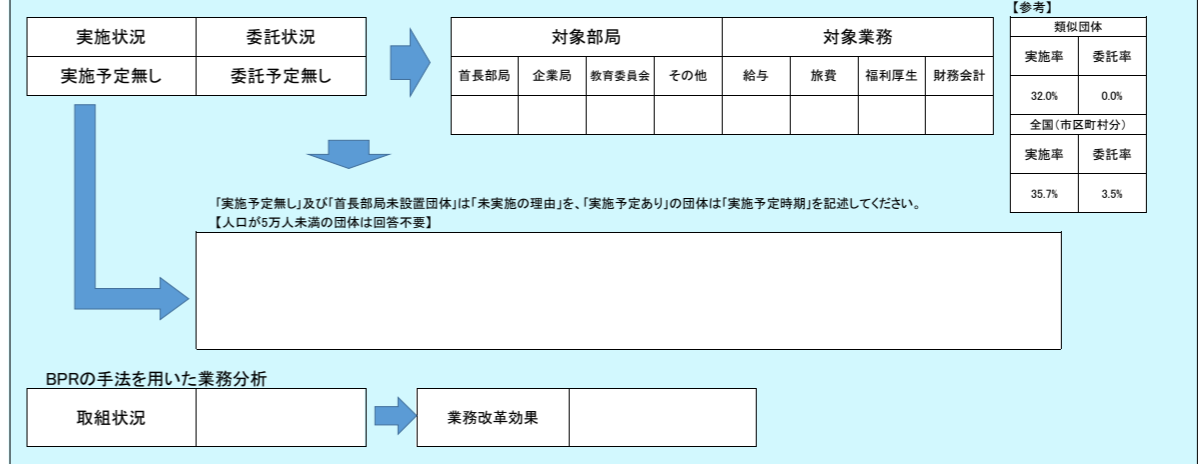 【参考】
実施状況 委託状況
実施予定無し 委託予定無し
対象部局 対象業務
首長部局 企業局 教育委員会 その他 給与 旅費 福利厚生 財務会計
類似団体
実施率 委託率
32.0% 0.0%
全国(市区町村分)
実施率 委託率
35.7% 3.5%
「実施予定無し」及び「首長部局未設置団体」は「未実施の理由」を、「実施予定あり」の団体は「実施予定時期」を記述してください。
【人口が5万人未満の団体は回答不要】
BPRの手法を用いた業務分析
取組状況
業務改革効果